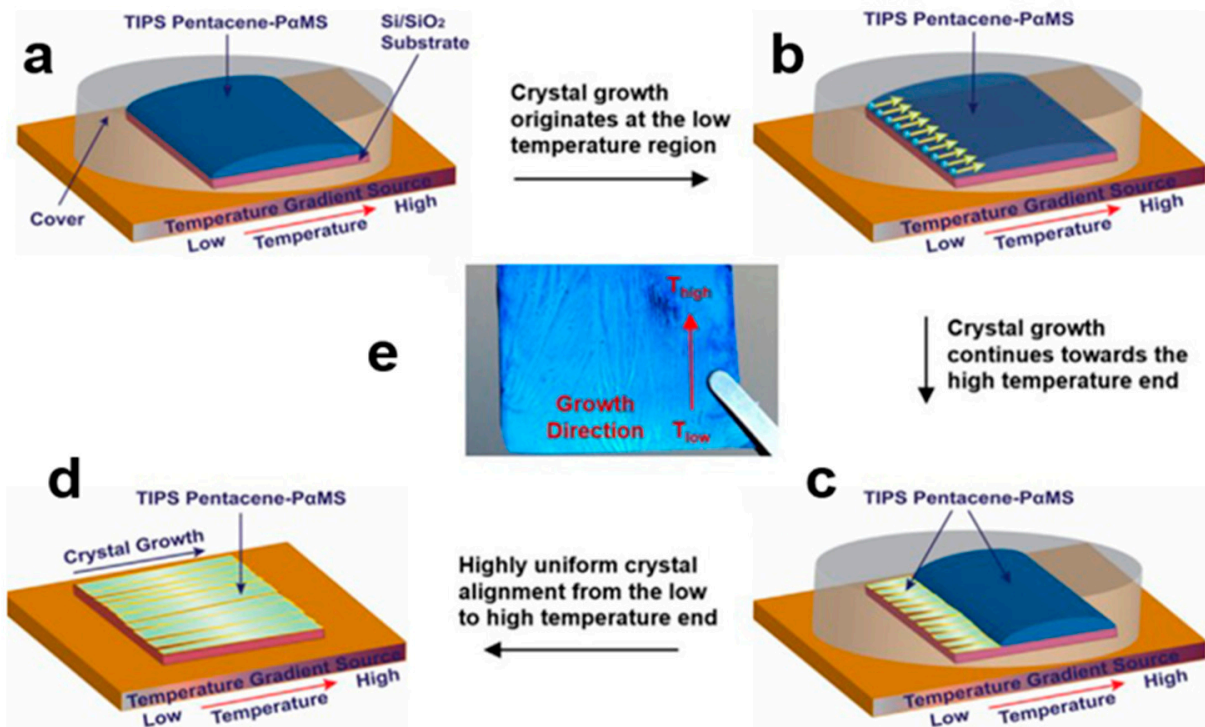 a
TIPS Pentacene-PαMS
Si/SiO₂
Substrate
Cover
Temperature Gradient Source
Low Temperature High
Crystal growth
originates at the low
temperature region
b
TIPS Pentacene-PαMS
Temperature Gradient Source
Low Temperature High
Crystal growth
continues towards the
high temperature end
e
Thigh
Growth
Direction
Tlow
d
TIPS Pentacene-PαMS
Crystal Growth
Temperature Gradient Source
Low Temperature High
Highly uniform crystal
alignment from the low
to high temperature end
c
TIPS Pentacene-PαMS
Temperature Gradient Source
Low Temperature High